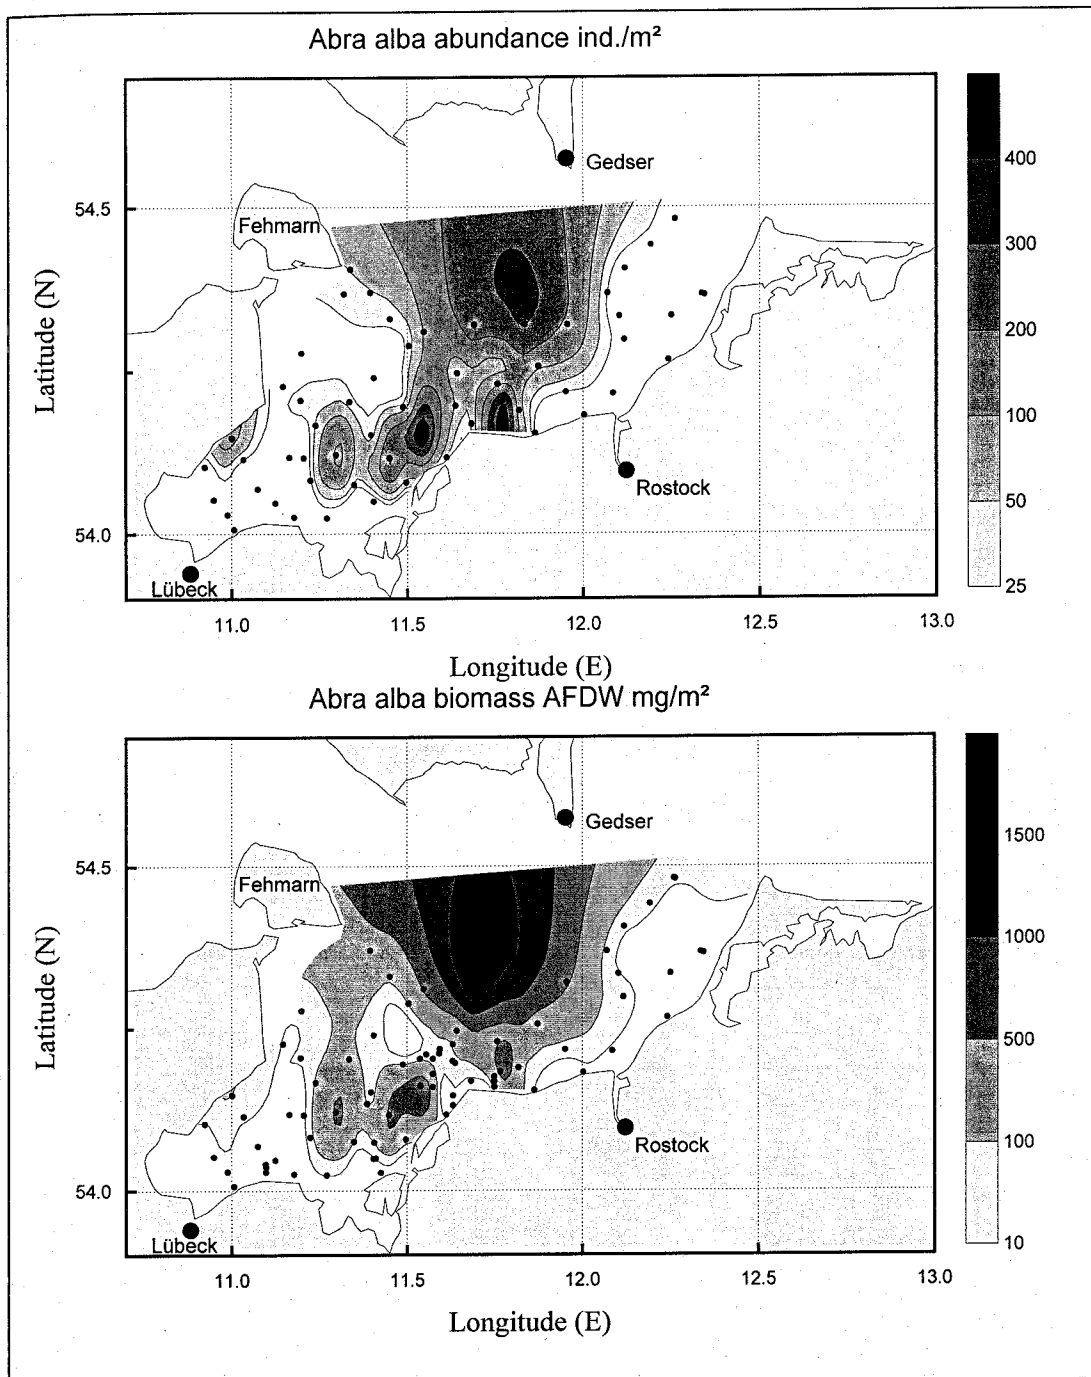 Abra alba abundance ind./m²
Gedser
Fehmarn
Rostock
Lübeck
54.5
54.0
Latitude (N)
11.0
11.5
12.0
12.5
13.0
Longitude (E)
400
300
200
100
50
25
Abra alba biomass AFDW mg/m²
Gedser
Fehmarn
Rostock
Lübeck
54.5
54.0
Latitude (N)
11.0
11.5
12.0
12.5
13.0
Longitude (E)
1500
1000
500
100
10